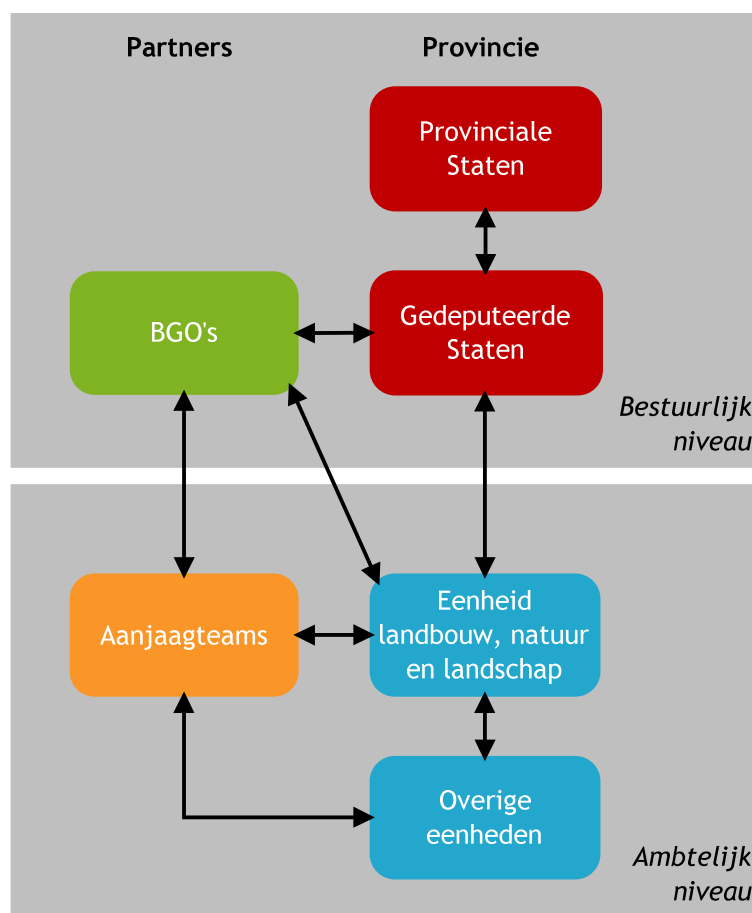 Partners
Provincie
Provinciale
Staten
BGO's
Gedeputeerde
Staten
Bestuurlijk
niveau
Aanjaagteams
Eenheid
landbouw, natuur
en landschap
Overige
eenheden
Ambtelijk
niveau